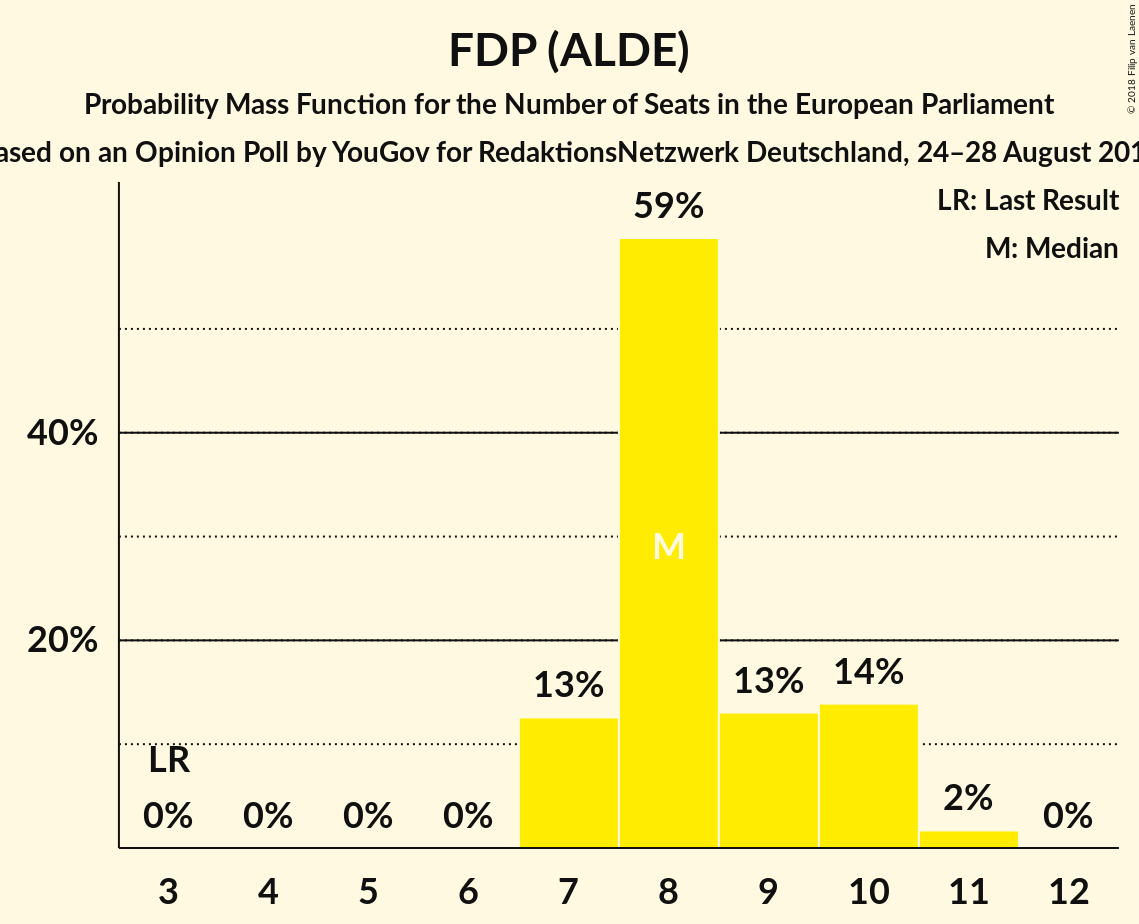 FDP (ALDE)
Probability Mass Function for the Number of Seats in the European Parliament
on an Opinion Poll by YouGov for RedaktionsNetzwerk Deutschland, 24–28 August
© 2018 Filip van Laenen
LR: Last Result
M: Median
59%
40%
M
20%
13%
13%
14%
LR
0%
0%
0%
0%
2%
0%
3 4 5 6 7 8 9 10 11 12